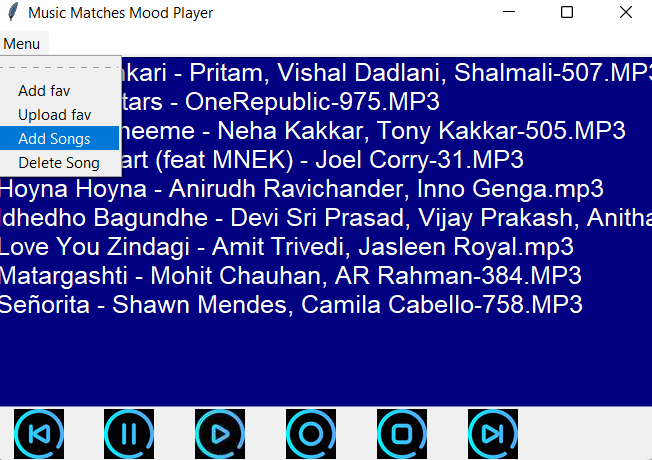 Music Matches Mood Player
Menu
Add fav
Upload fav
Add Songs
Delete Song
nkari - Pritam, Vishal Dadlani, Shalmali-507.MP3
tars - OneRepublic-975.MP3
neeme - Neha Kakkar, Tony Kakkar-505.MP3
art (feat MNEK) - Joel Corry-31.MP3
Hoyna Hoyna - Anirudh Ravichander, Inno Genga.mp3
Idhedho Bagundhe - Devi Sri Prasad, Vijay Prakash, Anitha
Love You Zindagi - Amit Trivedi, Jasleen Royal.mp3
Matargashti - Mohit Chauhan, AR Rahman-384.MP3
Señorita - Shawn Mendes, Camila Cabello-758.MP3